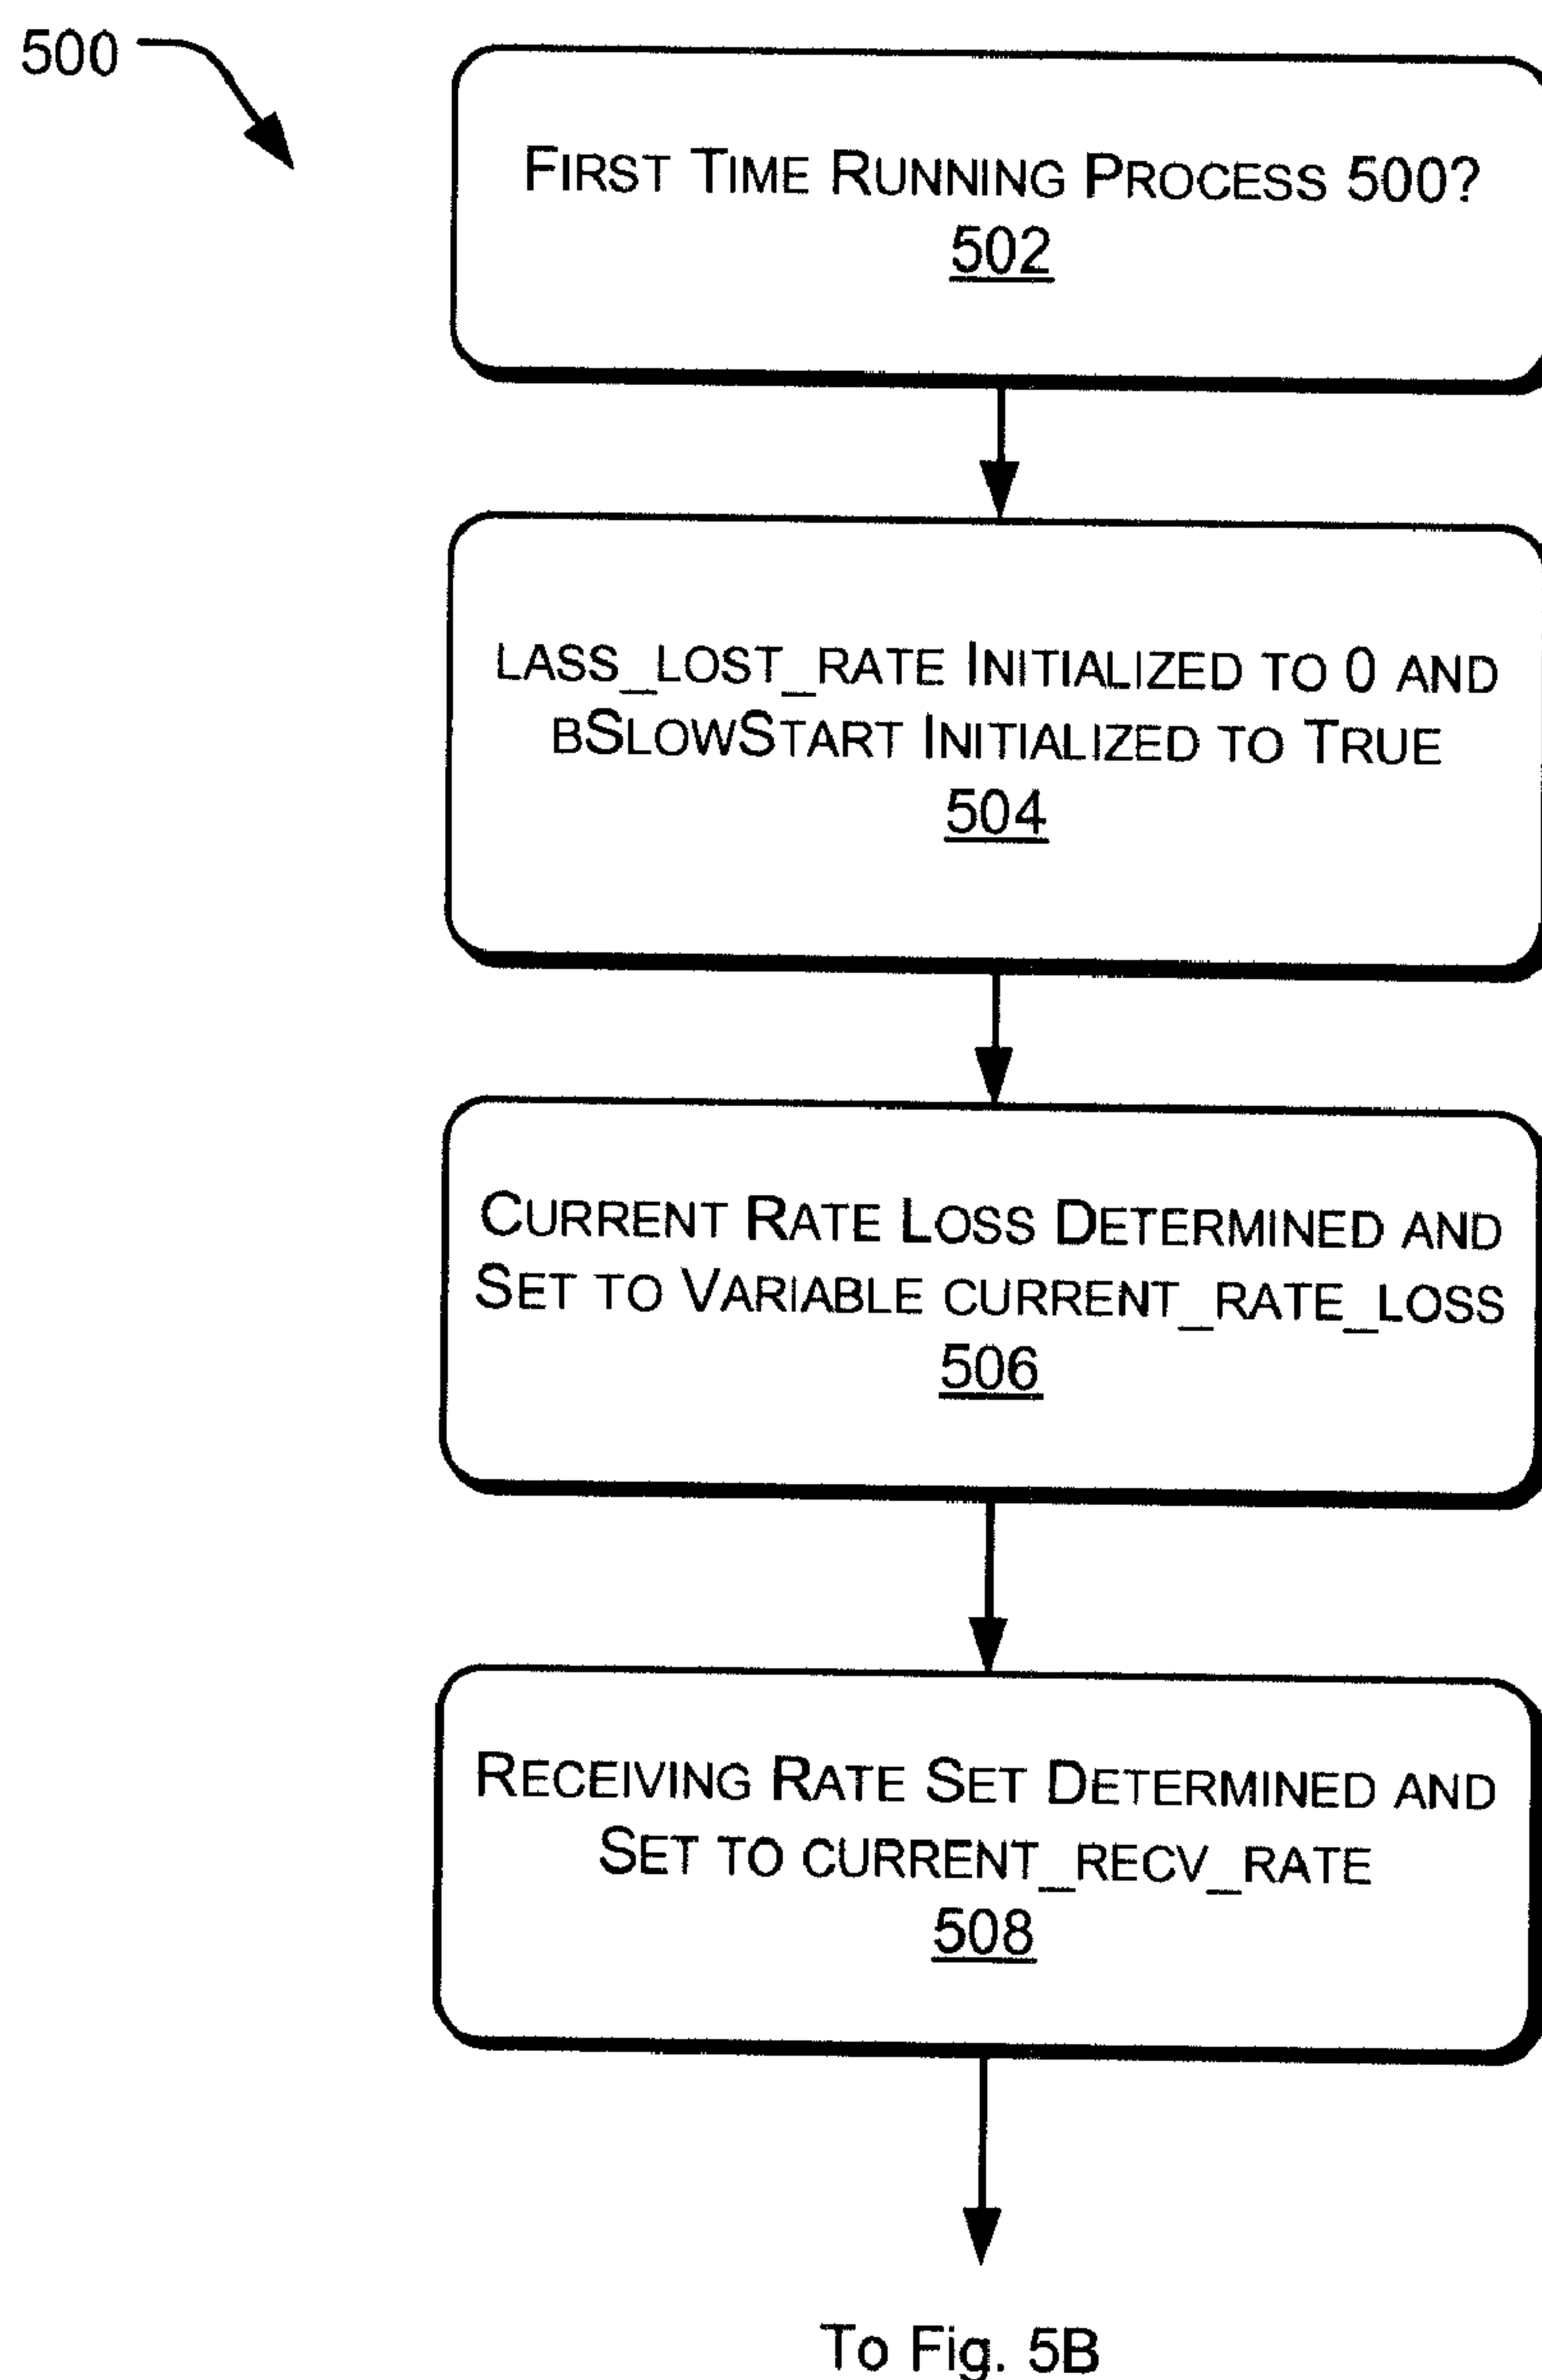 500
First Time Running Process 500?
502
lass_lost_rate Initialized to 0 and
bSlowStart Initialized to True
504
Current Rate Loss Determined and
Set to Variable current_rate_loss
506
Receiving Rate Set Determined and
Set to current_recv_rate
508
To Fig. 5B